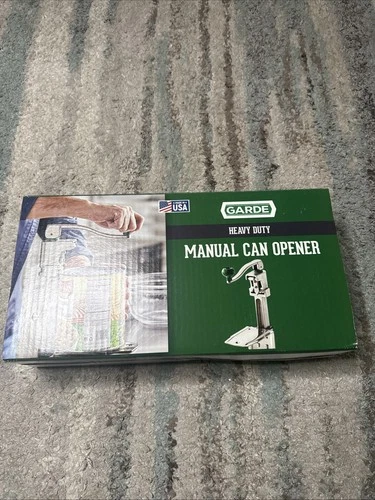 USA
GARDE
HEAVY DUTY
MANUAL CAN OPENER